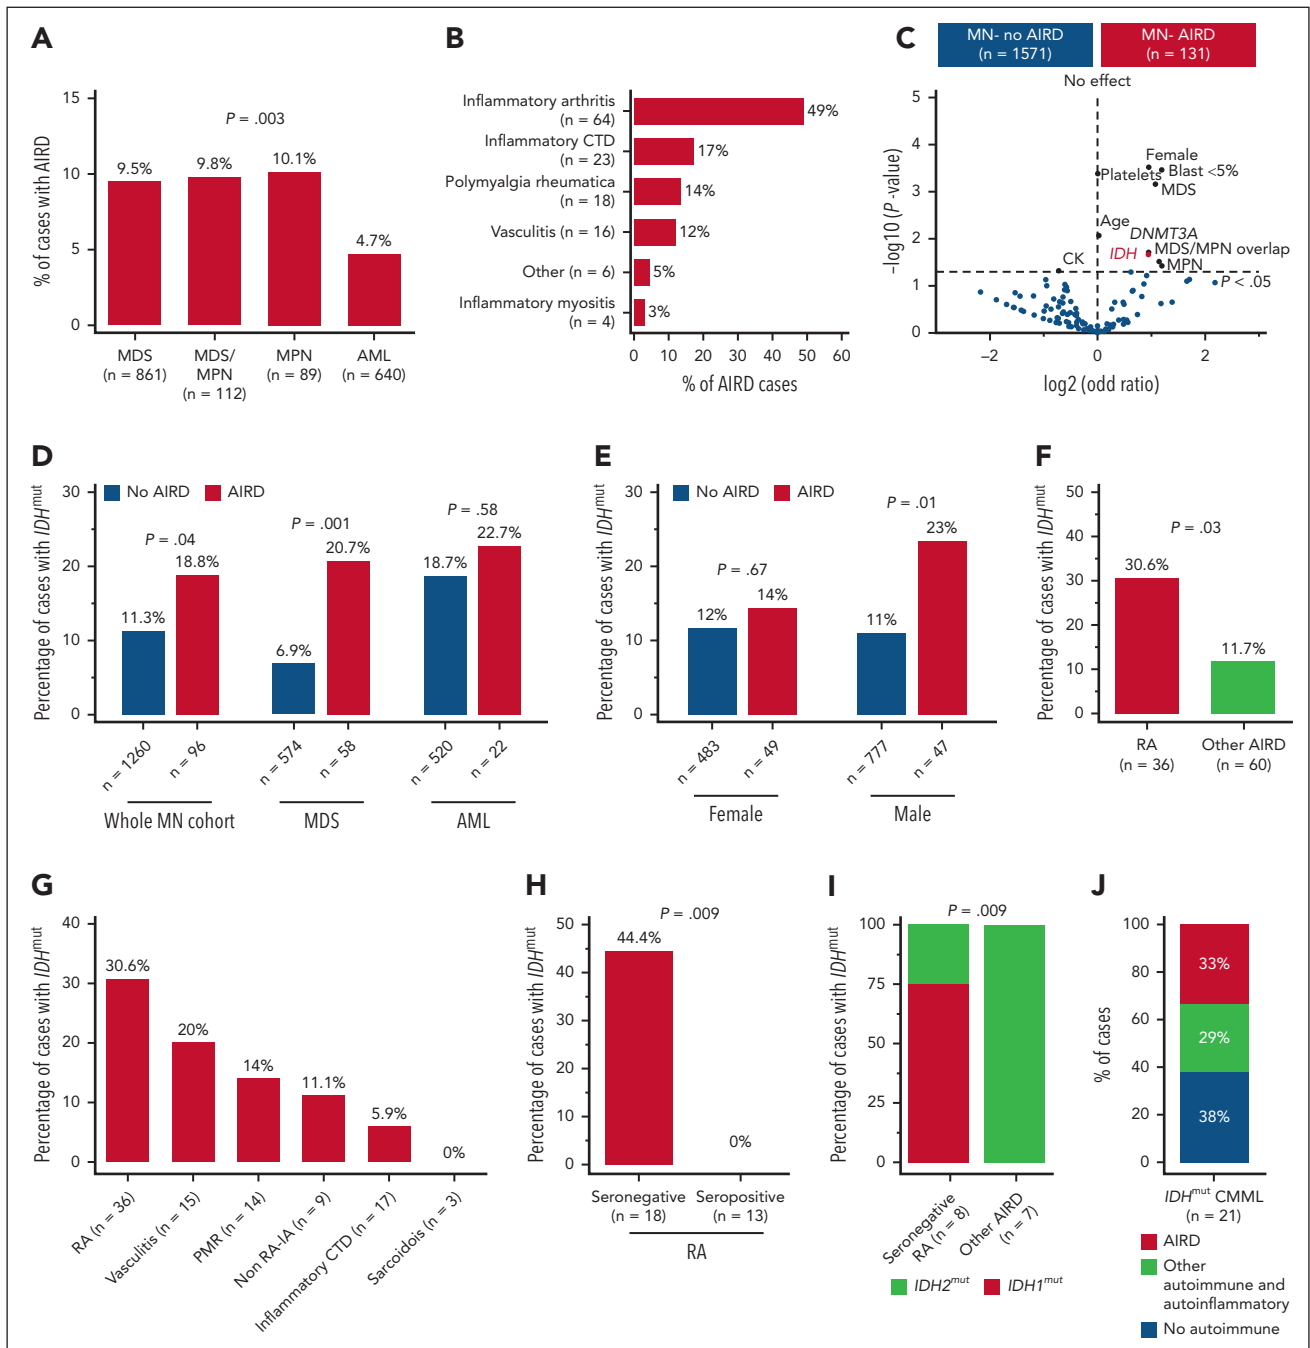 A
15
10
5
0
% of cases with AIRD
P = .003
9.5%
9.8%
10.1%
4.7%
MDS
(n = 861)
MDS/
MPN
(n = 112)
MPN
(n = 89)
AML
(n = 640)
B
Inflammatory arthritis
(n = 64)
49%
Inflammatory CTD
(n = 23)
17%
Polymyalgia rheumatica
(n = 18)
14%
Vasculitis (n = 16)
12%
Other (n = 6)
5%
Inflammatory myositis
(n = 4)
3%
0 10 20 30 40 50 60
% of AIRD cases
C
MN- no AIRD
(n = 1571)
MN- AIRD
(n = 131)
No effect
5
4
3
2
1
0
–log10 (P -value)
Female
Platelets
Blast <5%
MDS
Age
DNMT3A
IDH
MDS/MPN overlap
MPN
CK
P < .05
–2 0 2
log2 (odd ratio)
D
No AIRD
AIRD
30
20
10
0
Percentage of cases with IDHmut
P = .04
11.3%
18.8%
P = .001
6.9%
20.7%
P = .58
18.7%
22.7%
n = 1260
n = 96
n = 574
n = 58
n = 520
n = 22
Whole MN cohort
MDS
AML
E
No AIRD
AIRD
30
20
10
0
Percentage of cases with IDHmut
P = .67
12%
14%
P = .01
11%
23%
n = 483
n = 49
n = 777
n = 47
Female
Male
F
50
40
30
20
10
0
Percentage of cases with IDHmut
P = .03
30.6%
11.7%
RA
(n = 36)
Other AIRD
(n = 60)
G
40
30
20
10
0
Percentage of cases with IDHmut
30.6%
20%
14%
11.1%
5.9%
0%
RA (n = 36)
Vasculitis (n = 15)
PMR (n = 14)
Non RA-IA (n = 9)
Inflammatory CTD (n = 17)
Sarcoidois (n = 3)
H
50
40
30
20
10
0
Percentage of cases with IDHmut
P = .009
44.4%
0%
Seronegative
(n = 18)
Seropositive
(n = 13)
RA
I
100
75
50
25
0
Percentage of cases with IDHmut
P = .009
Seronegative
RA (n = 8)
Other AIRD
(n = 7)
IDH2mut
IDH1mut
J
100
80
60
40
20
0
% of cases
33%
29%
38%
IDHmut CMML
(n = 21)
AIRD
Other
autoimmune and
autoinflammatory
No autoimmune